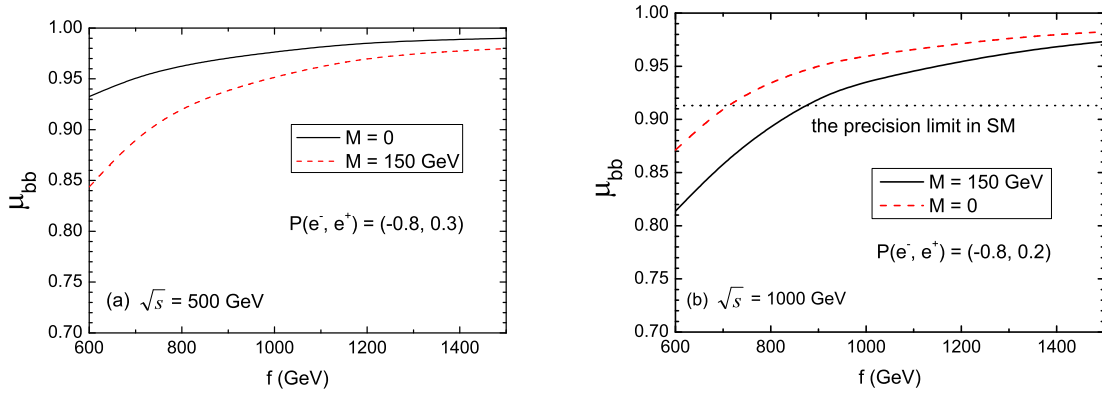 1.00
0.95
0.90
0.85
0.80
0.75
0.70
μbb
M = 0
M = 150 GeV
P(e-, e+) = (-0.8, 0.3)
(a) √s = 500 GeV
600 800 1000 1200 1400
f (GeV)
1.00
0.95
0.90
0.85
0.80
0.75
0.70
μbb
the precision limit in SM
M = 150 GeV
M = 0
P(e-, e+) = (-0.8, 0.2)
(b) √s = 1000 GeV
600 800 1000 1200 1400
f (GeV)